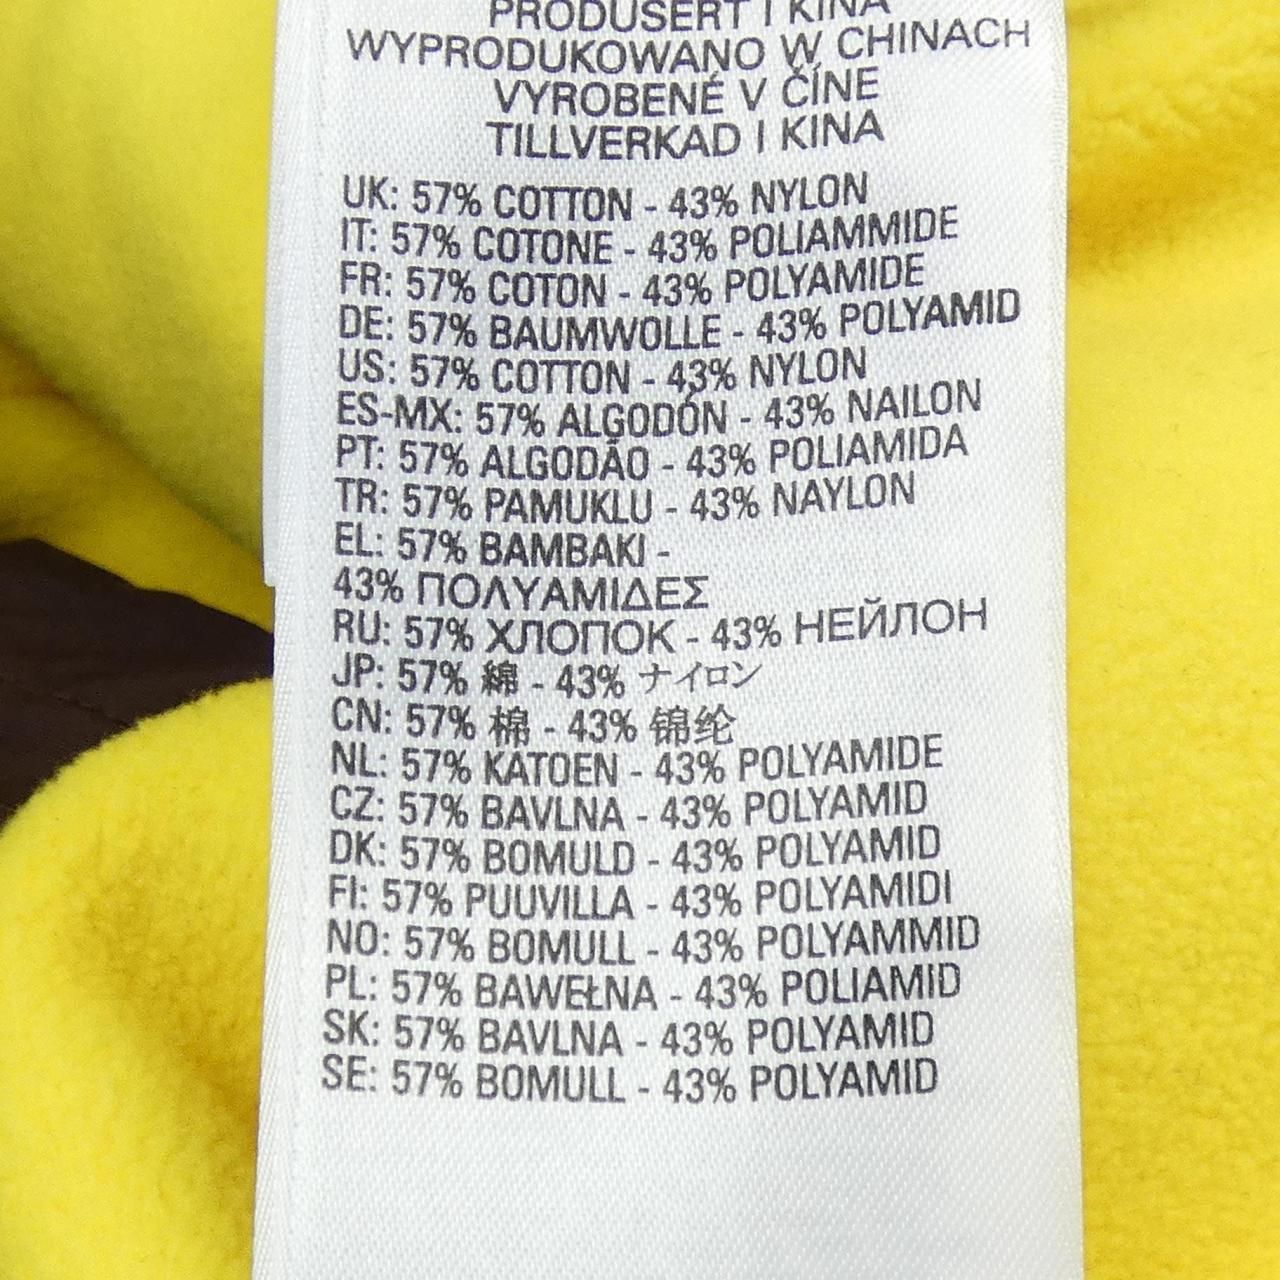 PRODUSERT I KINA
WYPRODUKOWANO W CHINACH
VYROBENÉ V ČÍNE
TILLVERKAD I KINA
UK: 57% COTTON - 43% NYLON
IT: 57% COTONE - 43% POLIAMMIDE
FR: 57% COTON - 43% POLYAMIDE
DE: 57% BAUMWOLLE - 43% POLYAMID
US: 57% COTTON - 43% NYLON
ES-MX: 57% ALGODÓN - 43% NAILON
PT: 57% ALGODÃO - 43% POLIAMIDA
TR: 57% PAMUKLU - 43% NAYLON
EL: 57% BAMBAKI -
43% ΠΟΛΥΑΜΙΔΕΣ
RU: 57% ХЛОПОК - 43% НЕЙЛОН
JP: 57% 綿 - 43% ナイロン
CN: 57% 棉 - 43% 锦纶
NL: 57% KATOEN - 43% POLYAMIDE
CZ: 57% BAVLNA - 43% POLYAMID
DK: 57% BOMULD - 43% POLYAMID
FI: 57% PUUVILLA - 43% POLYAMIDI
NO: 57% BOMULL - 43% POLYAMMID
PL: 57% BAWEŁNA - 43% POLIAMID
SK: 57% BAVLNA - 43% POLYAMID
SE: 57% BOMULL - 43% POLYAMID